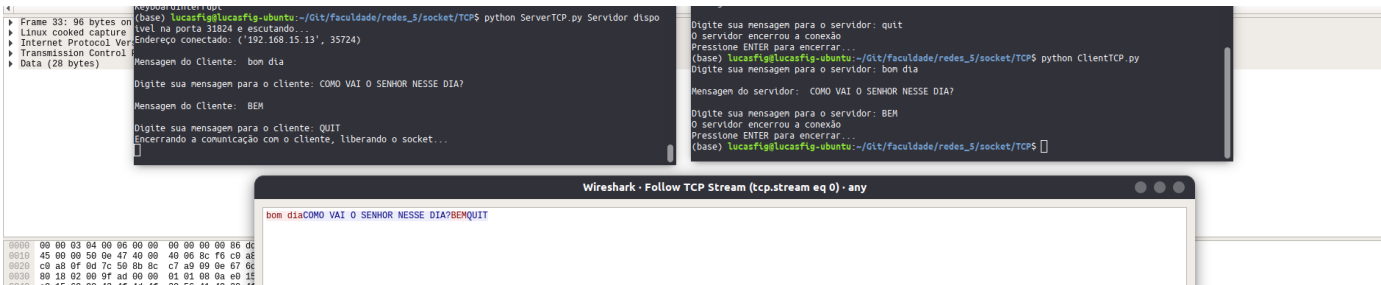 Frame 33: 96 bytes on
Linux cooked capture
Internet Protocol Ver
Transmission Control P
Data (28 bytes)
KeyboardInterrupt
(base) lucasfig@lucasfig-ubuntu:~/Git/faculdade/redes_5/socket/TCP$ python ServerTCP.py Servidor dispo
ivel na porta 31824 e escutando...
Endereço conectado: ('192.168.15.13', 35724)
Mensagem do Cliente:  bom dia
Digite sua mensagem para o cliente: COMO VAI O SENHOR NESSE DIA?
Mensagem do Cliente:  BEM
Digite sua mensagem para o cliente: QUIT
Encerrando a comunicação com o cliente, liberando o socket...
Digite sua mensagem para o servidor: quit
O servidor encerrou a conexão
Pressione ENTER para encerrar...
(base) lucasfig@lucasfig-ubuntu:~/Git/faculdade/redes_5/socket/TCP$ python ClientTCP.py
Digite sua mensagem para o servidor: bom dia
Mensagem do servidor:  COMO VAI O SENHOR NESSE DIA?
Digite sua mensagem para o servidor: BEM
O servidor encerrou a conexão
Pressione ENTER para encerrar...
(base) lucasfig@lucasfig-ubuntu:~/Git/faculdade/redes_5/socket/TCP$
Wireshark · Follow TCP Stream (tcp.stream eq 0) · any
bom diaCOMO VAI O SENHOR NESSE DIA?BEMQUIT
0000 00 00 03 04 00 06 00 00 00 00 00 00 86 dd
0010 45 00 00 50 0e 47 40 00 40 06 8c f6 c0 a8
0020 c0 a8 0f 0d 7c 50 8b 8c c7 a9 09 0e 67 6d
0030 80 18 02 00 9f ad 00 00 01 01 08 0a e0 15